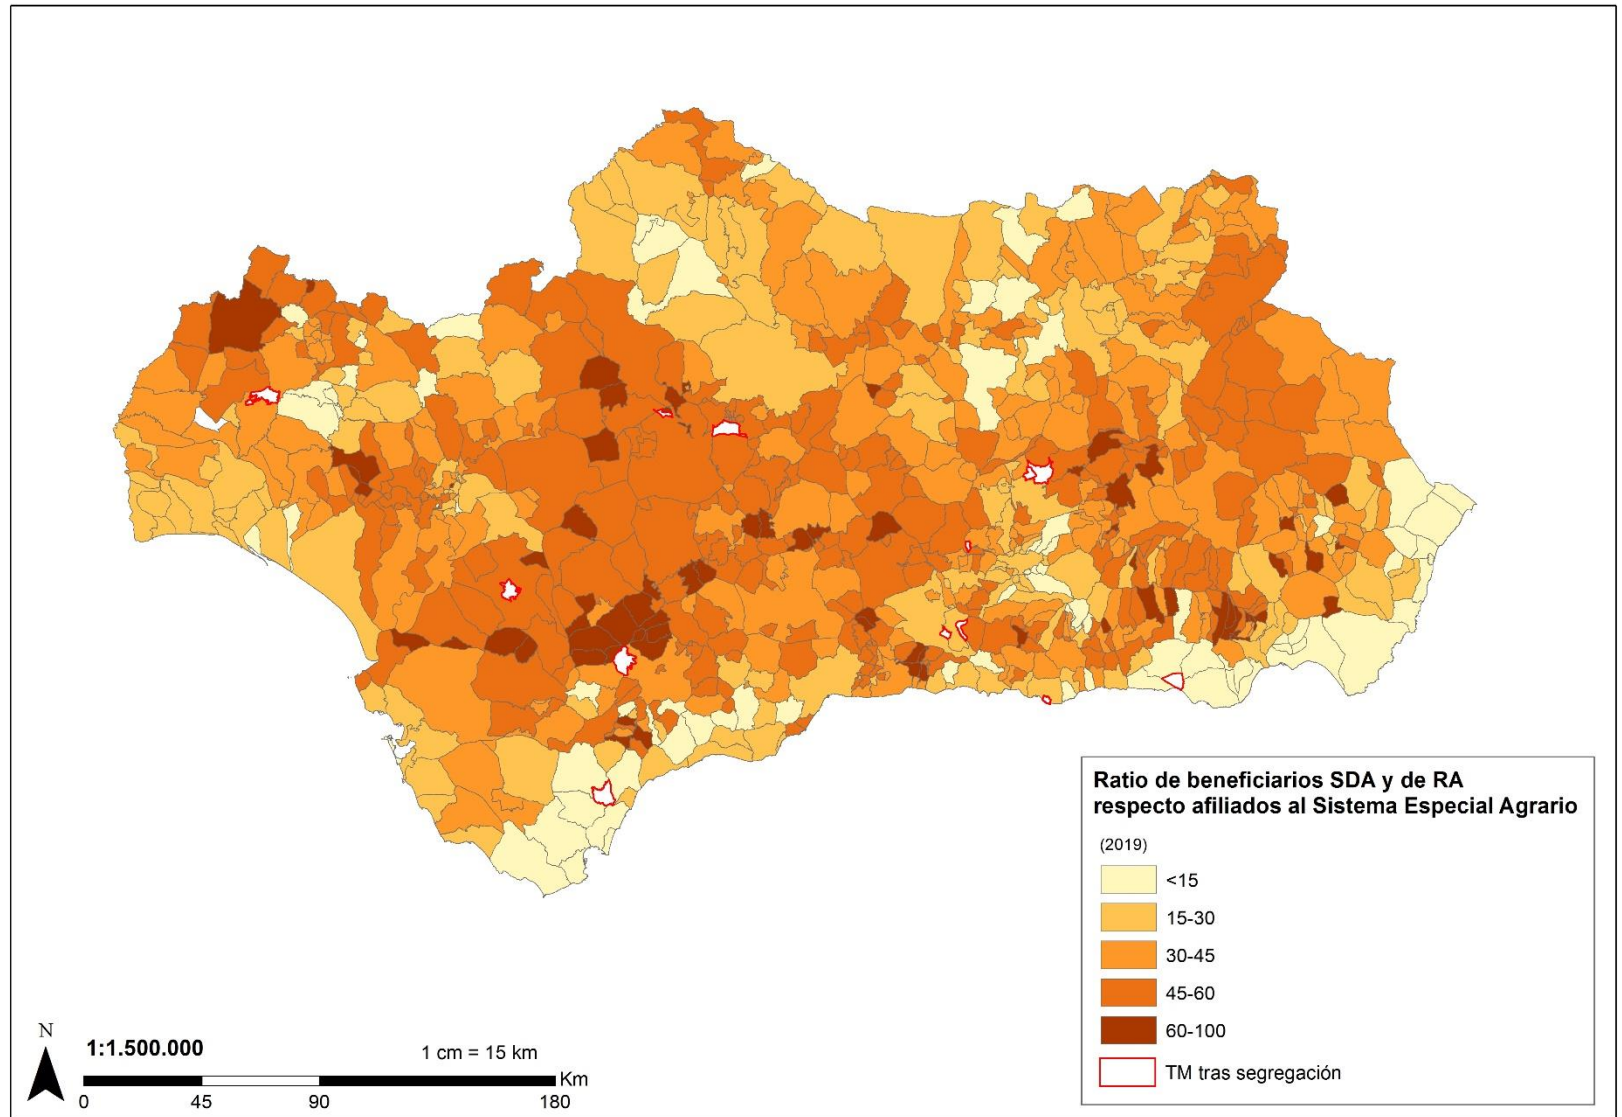 Ratio de beneficiarios SDA y de RA
respecto afiliados al Sistema Especial Agrario
(2019)
<15
15-30
30-45
45-60
60-100
TM tras segregación
N
1:1.500.000
1 cm = 15 km
Km
0 45 90 180